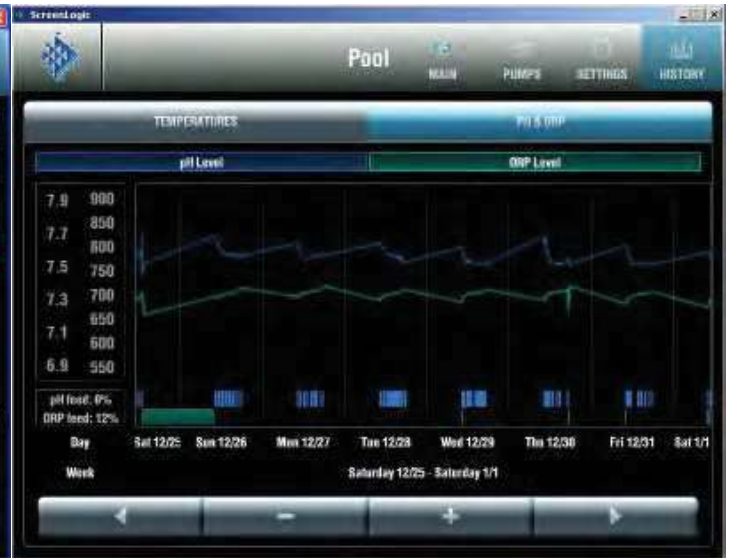 ScreenLogic
Pool
MAIN
PUMPS
SETTINGS
HISTORY
TEMPERATURES
PH & ORP
pH Level
ORP Level
7.9 900
850
7.7 800
7.5 750
7.3 700
650
7.1 600
6.9 550
pH feed: 0%
ORP feed: 12%
Day Sat 12/25 Sun 12/26 Mon 12/27 Tue 12/28 Wed 12/29 Thu 12/30 Fri 12/31 Sat 1/1
Week Saturday 12/25 - Saturday 1/1